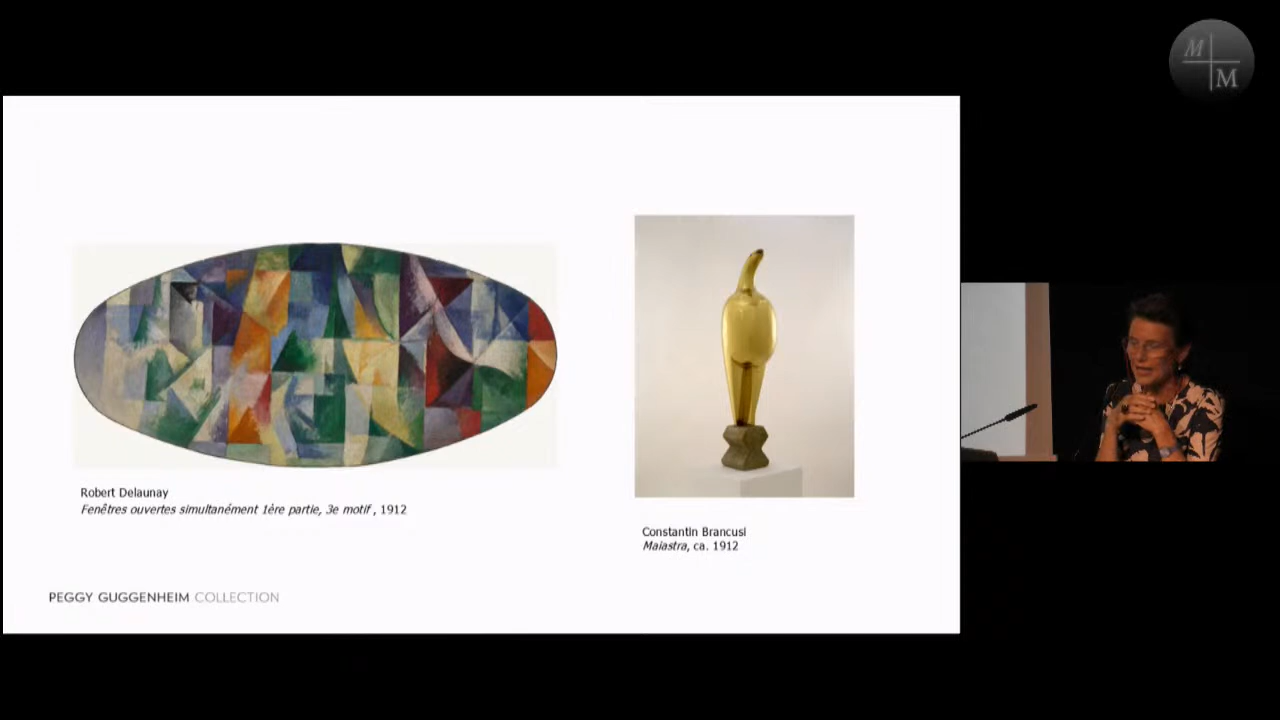 M
M
Robert Delaunay
Fenêtres ouvertes simultanément 1ère partie, 3e motif , 1912
Constantin Brancusi
Maiastra, ca. 1912
PEGGY GUGGENHEIM COLLECTION